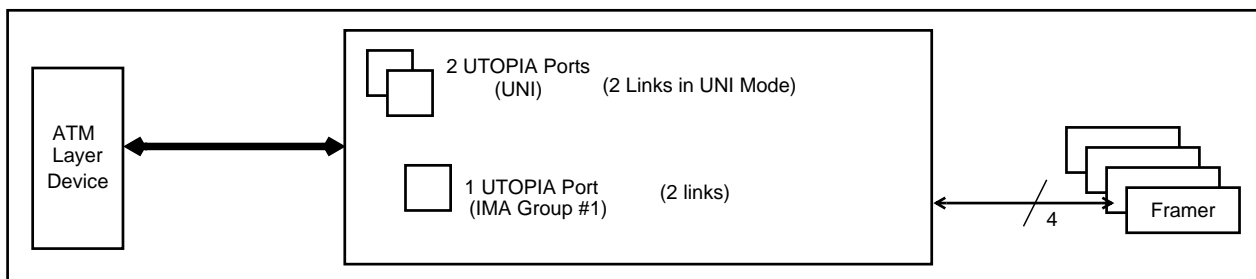 ATM
Layer
Device
2 UTOPIA Ports
(UNI)
(2 Links in UNI Mode)
1 UTOPIA Port
(IMA Group #1)
(2 links)
4
Framer